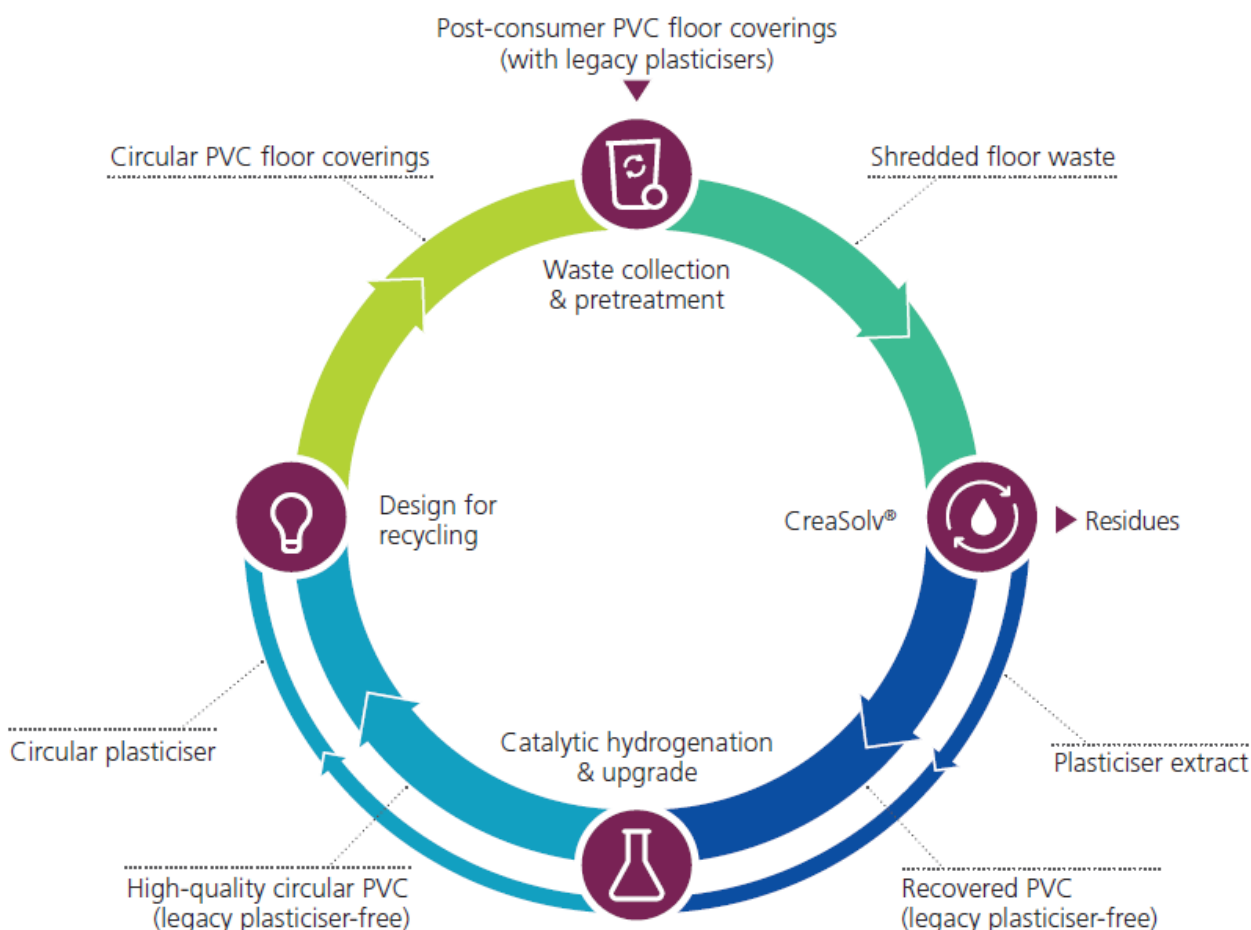 Post-consumer PVC floor coverings
(with legacy plasticisers)
Circular PVC floor coverings
Shredded floor waste
Waste collection
& pretreatment
Design for
recycling
CreaSolv®
Residues
Catalytic hydrogenation
& upgrade
Circular plasticiser
Plasticiser extract
High-quality circular PVC
(legacy plasticiser-free)
Recovered PVC
(legacy plasticiser-free)